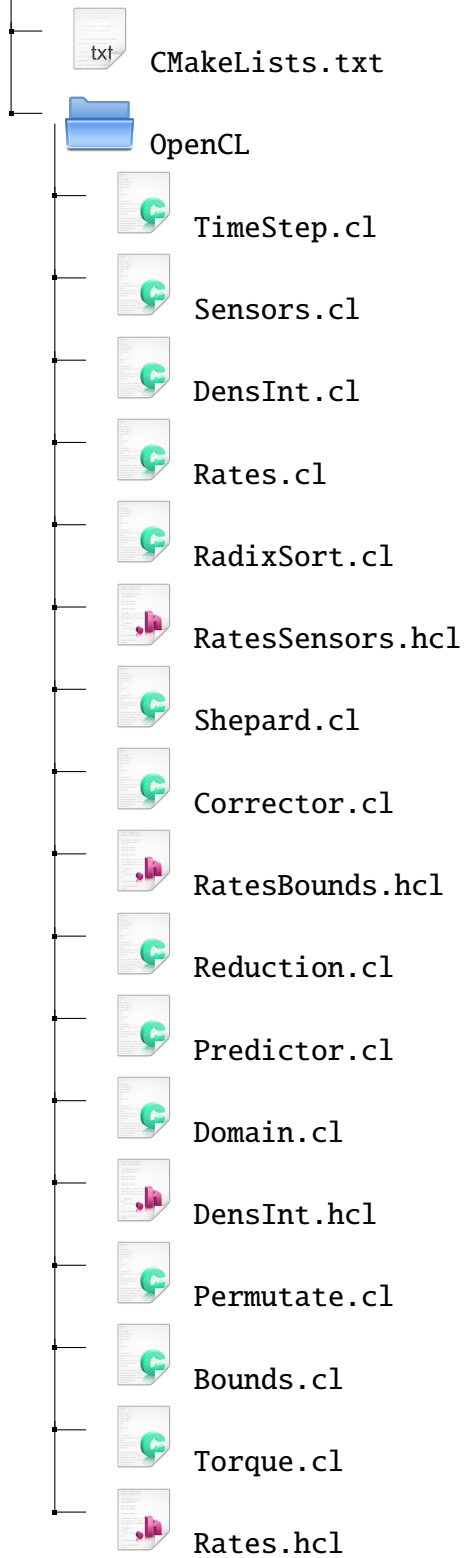 txt
CMakeLists.txt
OpenCL
TimeStep.cl
Sensors.cl
DensInt.cl
Rates.cl
RadixSort.cl
RatesSensors.hcl
Shepard.cl
Corrector.cl
RatesBounds.hcl
Reduction.cl
Predictor.cl
Domain.cl
DensInt.hcl
Permutate.cl
Bounds.cl
Torque.cl
Rates.hcl